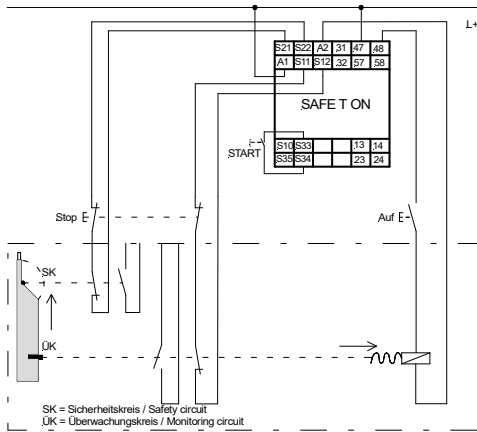 .L+
S21 S22 A2 .31 .47 .48
A1 S11 S12 .32 .57 .58
SAFE T ON
START
S10 S33 .13 .14
S35 S34 .23 .24
Stop
Auf
SK
ÜK
SK = Sicherheitskreis / Safety circuit
ÜK = Überwachungskreis / Monitoring circuit